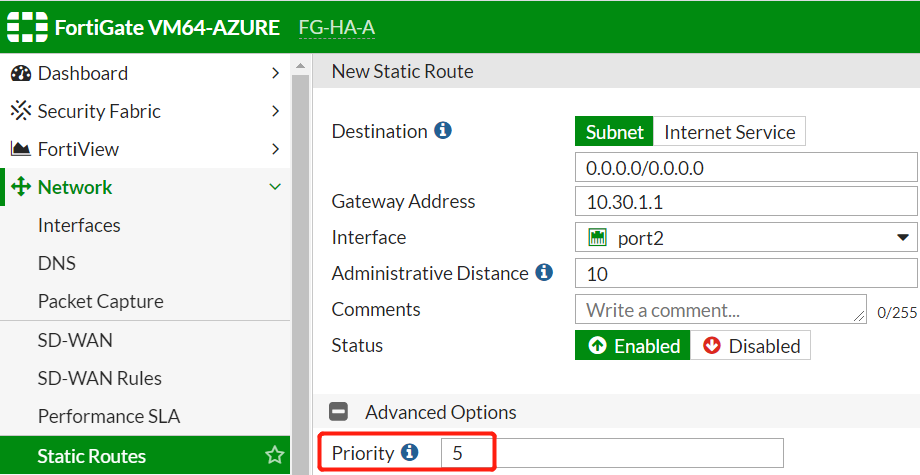 FortiGate VM64-AZURE FG-HA-A
Dashboard
Security Fabric
FortiView
Network
Interfaces
DNS
Packet Capture
SD-WAN
SD-WAN Rules
Performance SLA
Static Routes
New Static Route
Destination Subnet Internet Service
0.0.0.0/0.0.0.0
Gateway Address 10.30.1.1
Interface port2
Administrative Distance 10
Comments Write a comment... 0/255
Status Enabled Disabled
Advanced Options
Priority 5